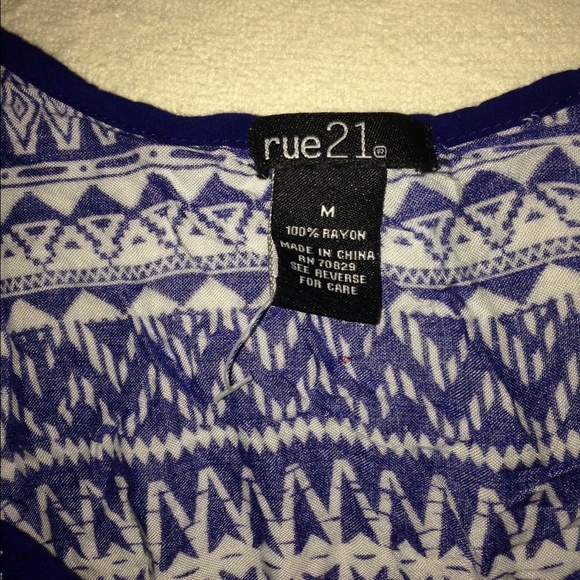 rue21®
M
100% RAYON
MADE IN CHINA
RN 70829
SEE REVERSE
FOR CARE